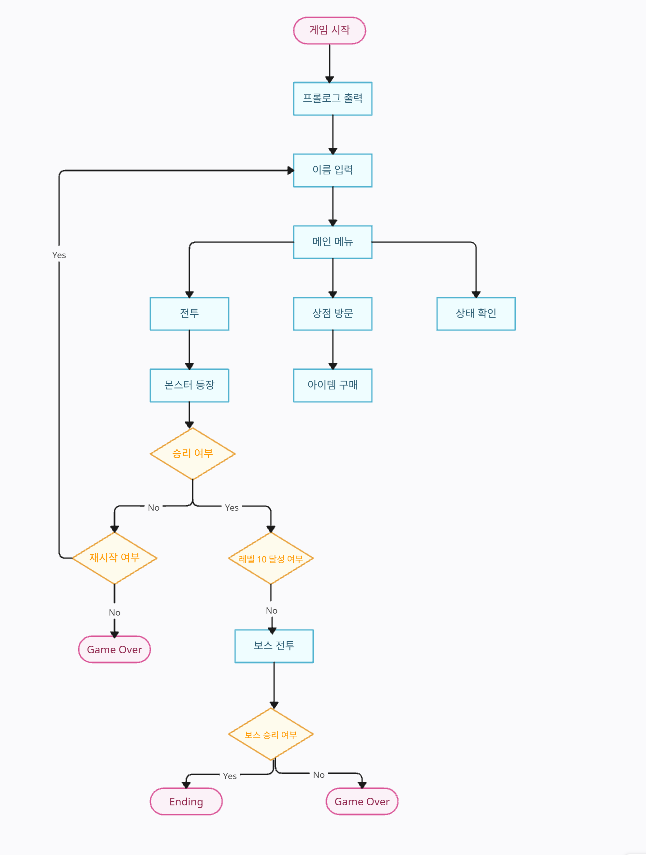 게임 시작
프롤로그 출력
이름 입력
Yes
메인 메뉴
전투
상점 방문
상태 확인
몬스터 등장
아이템 구매
승리 여부
No
Yes
재시작 여부
레벨 10 달성 여부
No
No
Game Over
보스 전투
보스 승리 여부
Yes
No
Ending
Game Over